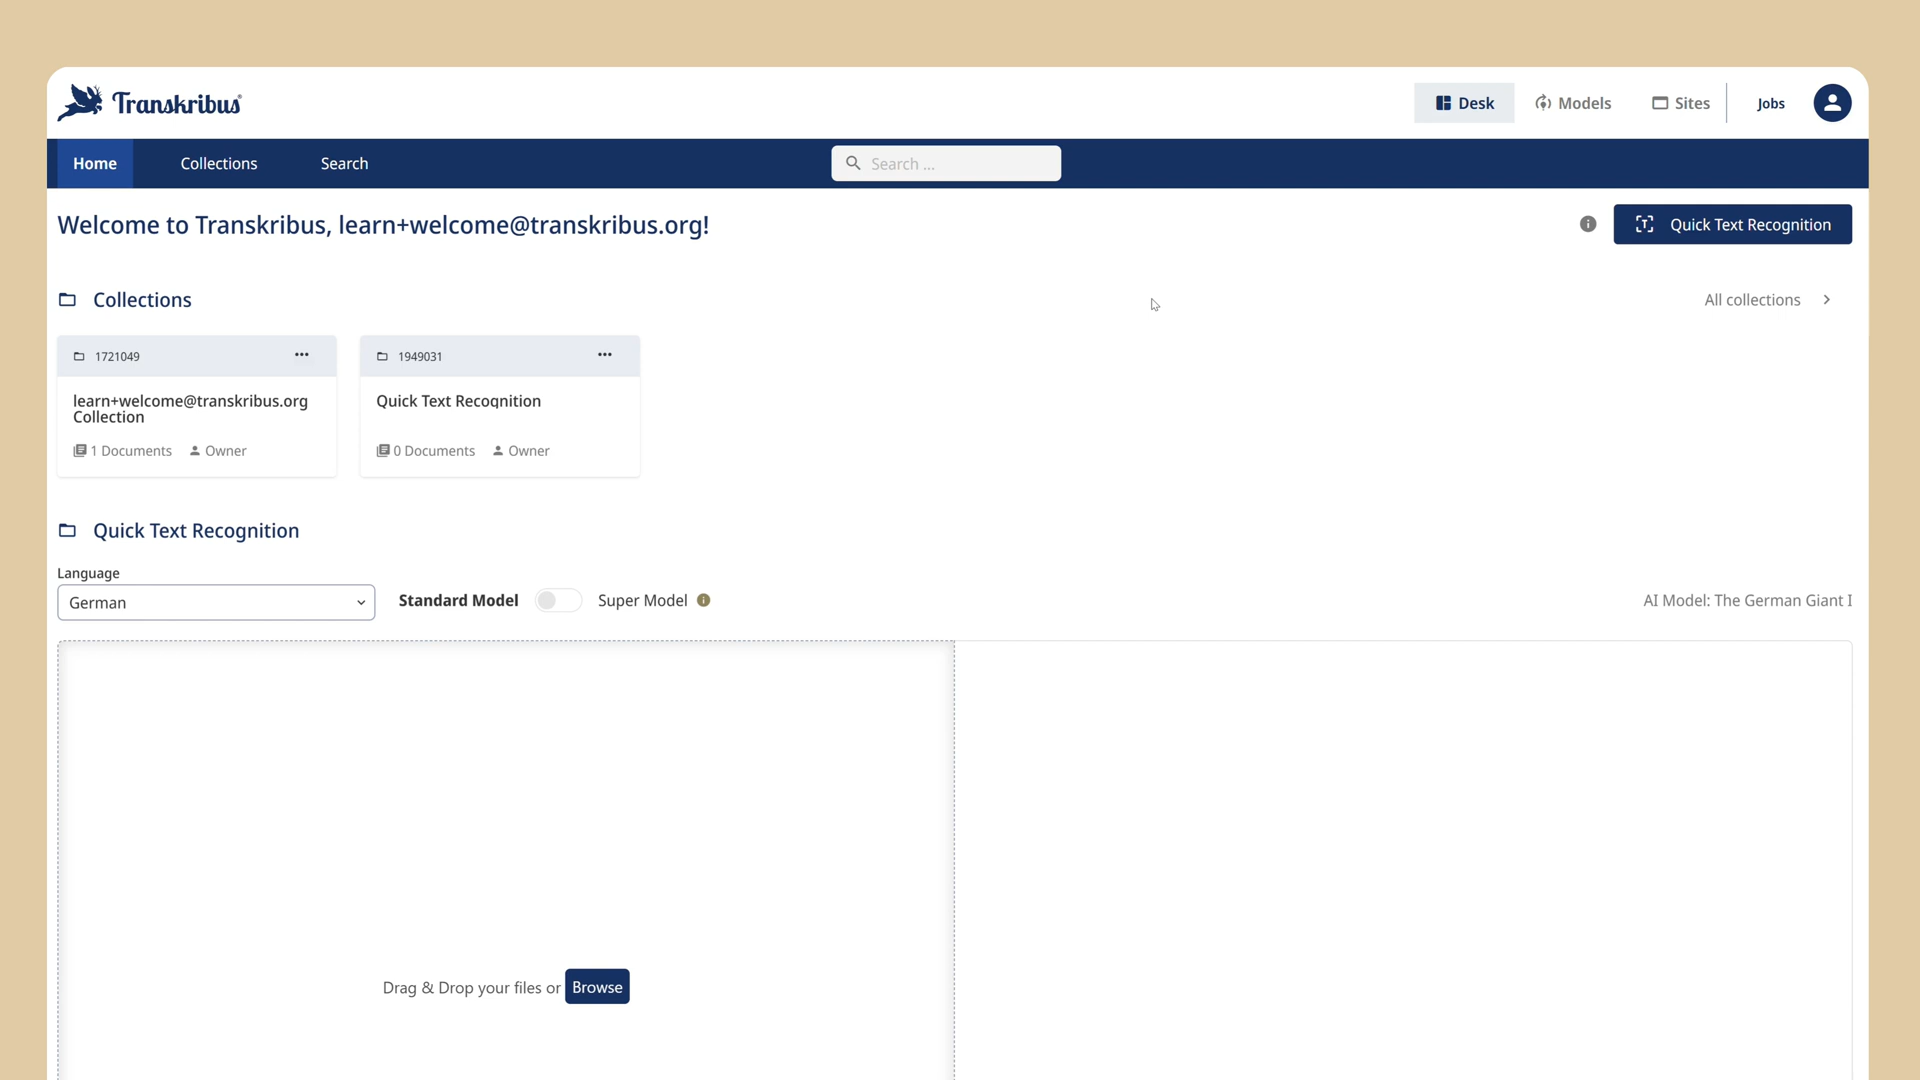 Transkribus®
Desk
Models
Sites
Jobs
Home
Collections
Search
Search ...
Welcome to Transkribus, learn+welcome@transkribus.org!
Quick Text Recognition
Collections
All collections
1721049
1949031
learn+welcome@transkribus.org
Collection
Quick Text Recognition
1 Documents
Owner
0 Documents
Owner
Quick Text Recognition
Language
German
Standard Model
Super Model
AI Model: The German Giant I
Drag & Drop your files or Browse